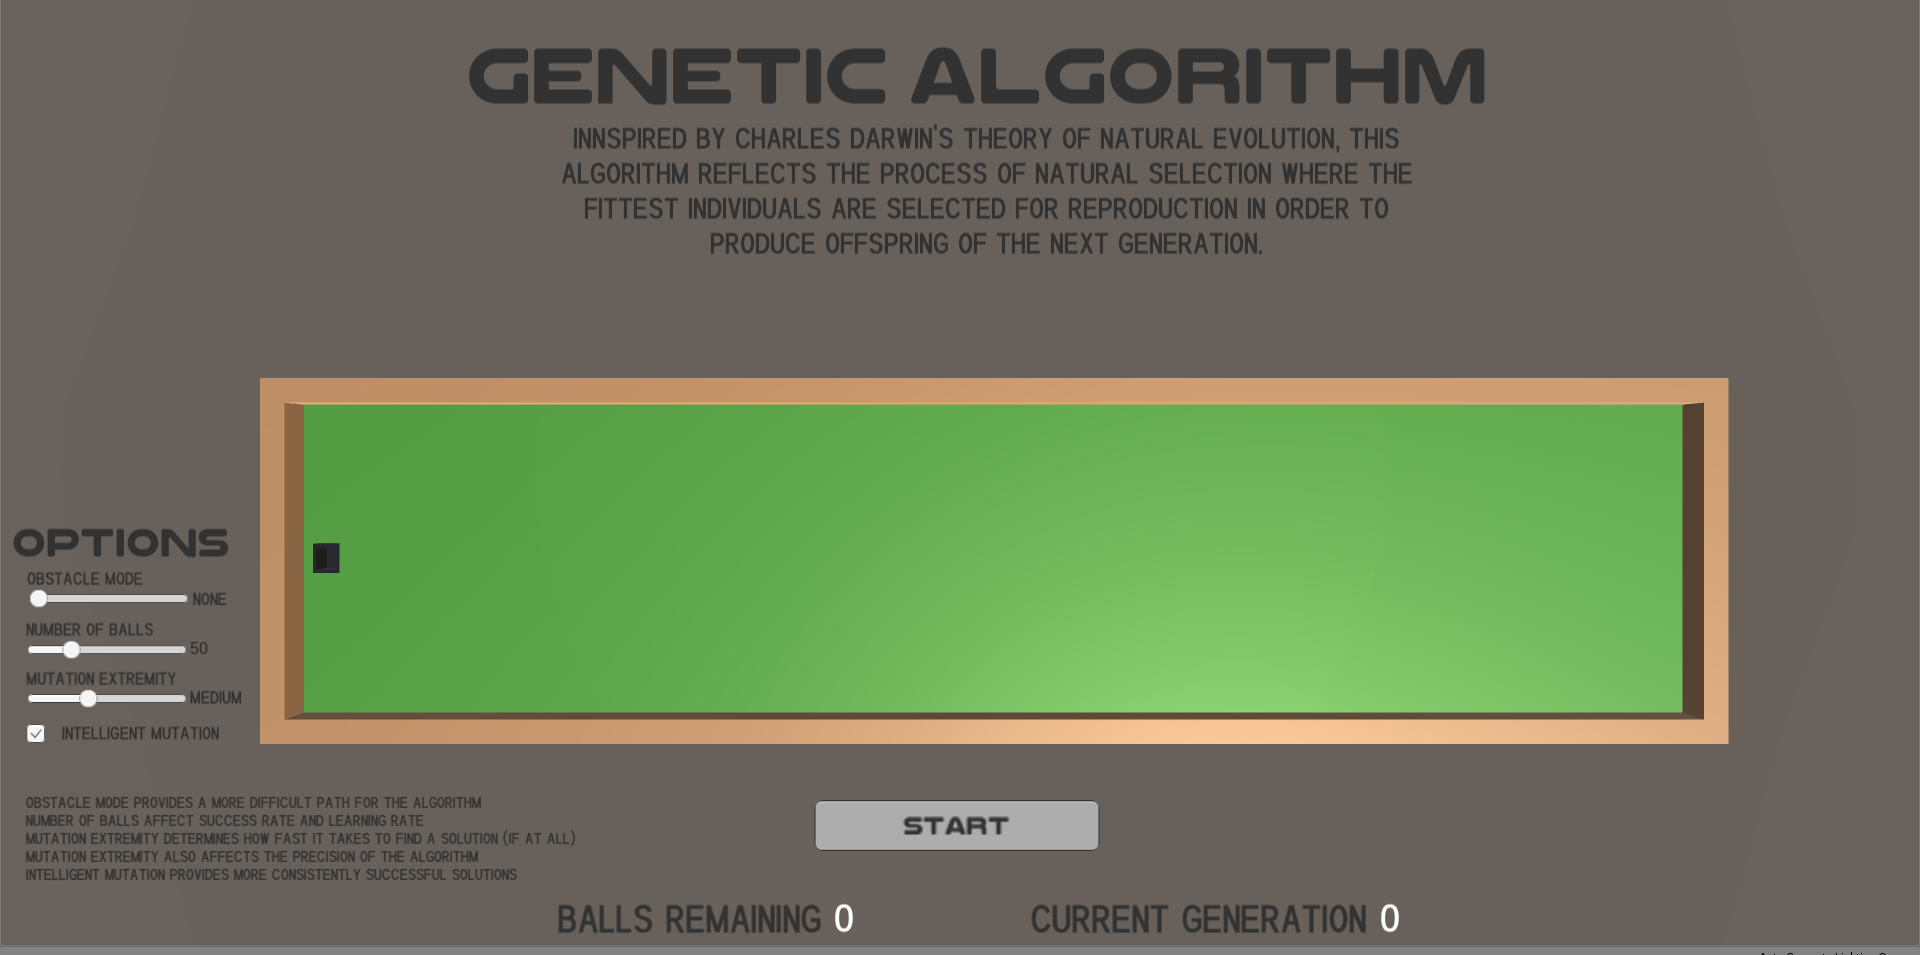 GENETIC ALGORITHM
INNSPIRED BY CHARLES DARWIN'S THEORY OF NATURAL EVOLUTION, THIS
ALGORITHM REFLECTS THE PROCESS OF NATURAL SELECTION WHERE THE
FITTEST INDIVIDUALS ARE SELECTED FOR REPRODUCTION IN ORDER TO
PRODUCE OFFSPRING OF THE NEXT GENERATION.
OPTIONS
OBSTACLE MODE
NONE
NUMBER OF BALLS
50
MUTATION EXTREMITY
MEDIUM
INTELLIGENT MUTATION
OBSTACLE MODE PROVIDES A MORE DIFFICULT PATH FOR THE ALGORITHM
NUMBER OF BALLS AFFECT SUCCESS RATE AND LEARNING RATE
MUTATION EXTREMITY DETERMINES HOW FAST IT TAKES TO FIND A SOLUTION (IF AT ALL)
MUTATION EXTREMITY ALSO AFFECTS THE PRECISION OF THE ALGORITHM
INTELLIGENT MUTATION PROVIDES MORE CONSISTENTLY SUCCESSFUL SOLUTIONS
START
BALLS REMAINING 0
CURRENT GENERATION 0